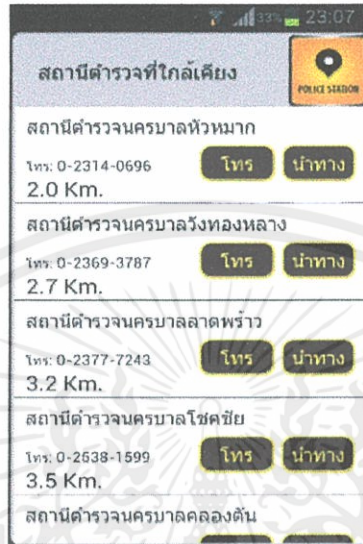 33% 23:07
สถานีตำรวจที่ใกล้เคียง
POLICE STATION
สถานีตำรวจนครบาลหัวหมาก
โทร: 0-2314-0696 โทร นำทาง
2.0 Km.
สถานีตำรวจนครบาลวังทองหลาง
โทร: 0-2369-3787 โทร นำทาง
2.7 Km.
สถานีตำรวจนครบาลลาดพร้าว
โทร: 0-2377-7243 โทร นำทาง
3.2 Km.
สถานีตำรวจนครบาลโชคชัย
โทร: 0-2538-1599 โทร นำทาง
3.5 Km.
สถานีตำรวจนครบาลคลองตัน